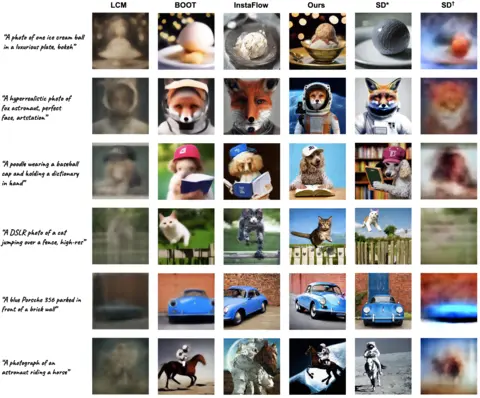 LCM BOOT InstaFlow Ours SD* SD†
"A photo of one ice cream ball
in a luxurious plate, bokeh"
"A hyperrealistic photo of
fox astronaut, perfect
face, artstation"
"A poodle wearing a baseball
cap and holding a dictionary
in hand"
"A DSLR photo of a cat
jumping over a fence, high-res"
"A blue Porsche 356 parked in
front of a brick wall"
"A photograph of an
astronaut riding a horse"